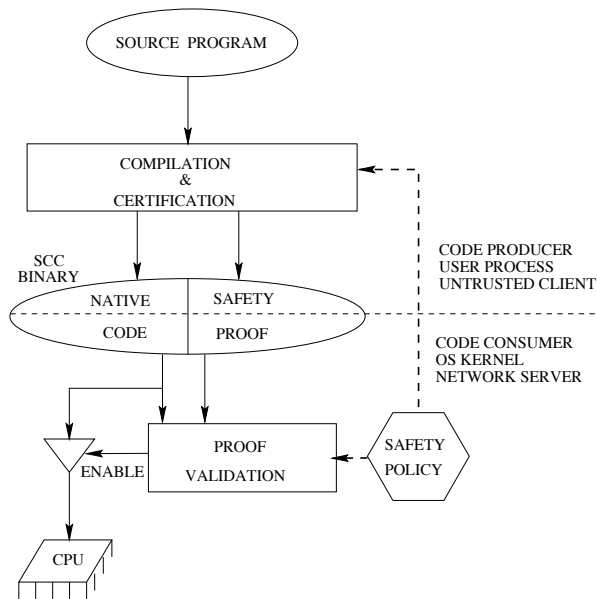 SOURCE PROGRAM
COMPILATION
&
CERTIFICATION
SCC
BINARY
NATIVE
CODE
SAFETY
PROOF
CODE PRODUCER
USER PROCESS
UNTRUSTED CLIENT
CODE CONSUMER
OS KERNEL
NETWORK SERVER
PROOF
VALIDATION
ENABLE
SAFETY
POLICY
CPU